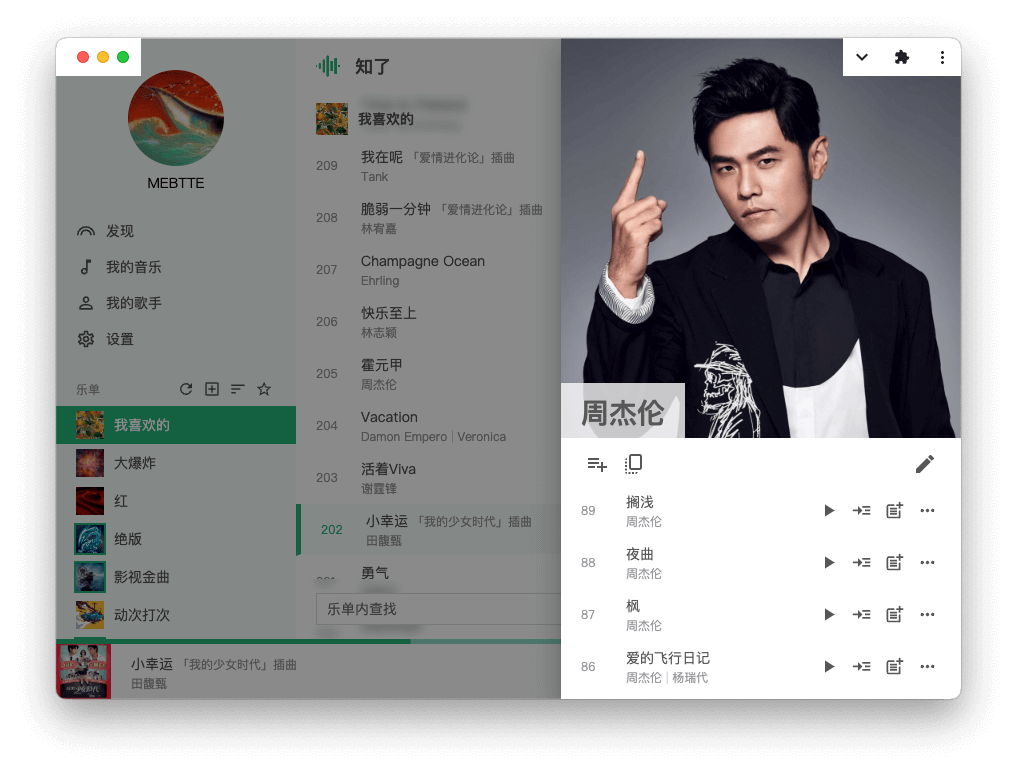 MEBTTE
发现
我的音乐
我的歌手
设置
乐单
我喜欢的
大爆炸
红
绝版
影视金曲
动次打次
知了
我喜欢的
209
我在呢 「爱情进化论」插曲
Tank
208
脆弱一分钟 「爱情进化论」插曲
林宥嘉
207
Champagne Ocean
Ehrling
206
快乐至上
林志颖
205
霍元甲
周杰伦
204
Vacation
Damon Empero | Veronica
203
活着Viva
谢霆锋
202
小幸运 「我的少女时代」插曲
田馥甄
勇气
乐单内查找
小幸运 「我的少女时代」插曲
田馥甄
周杰伦
89
搁浅
周杰伦
88
夜曲
周杰伦
87
枫
周杰伦
86
爱的飞行日记
周杰伦 | 杨瑞代